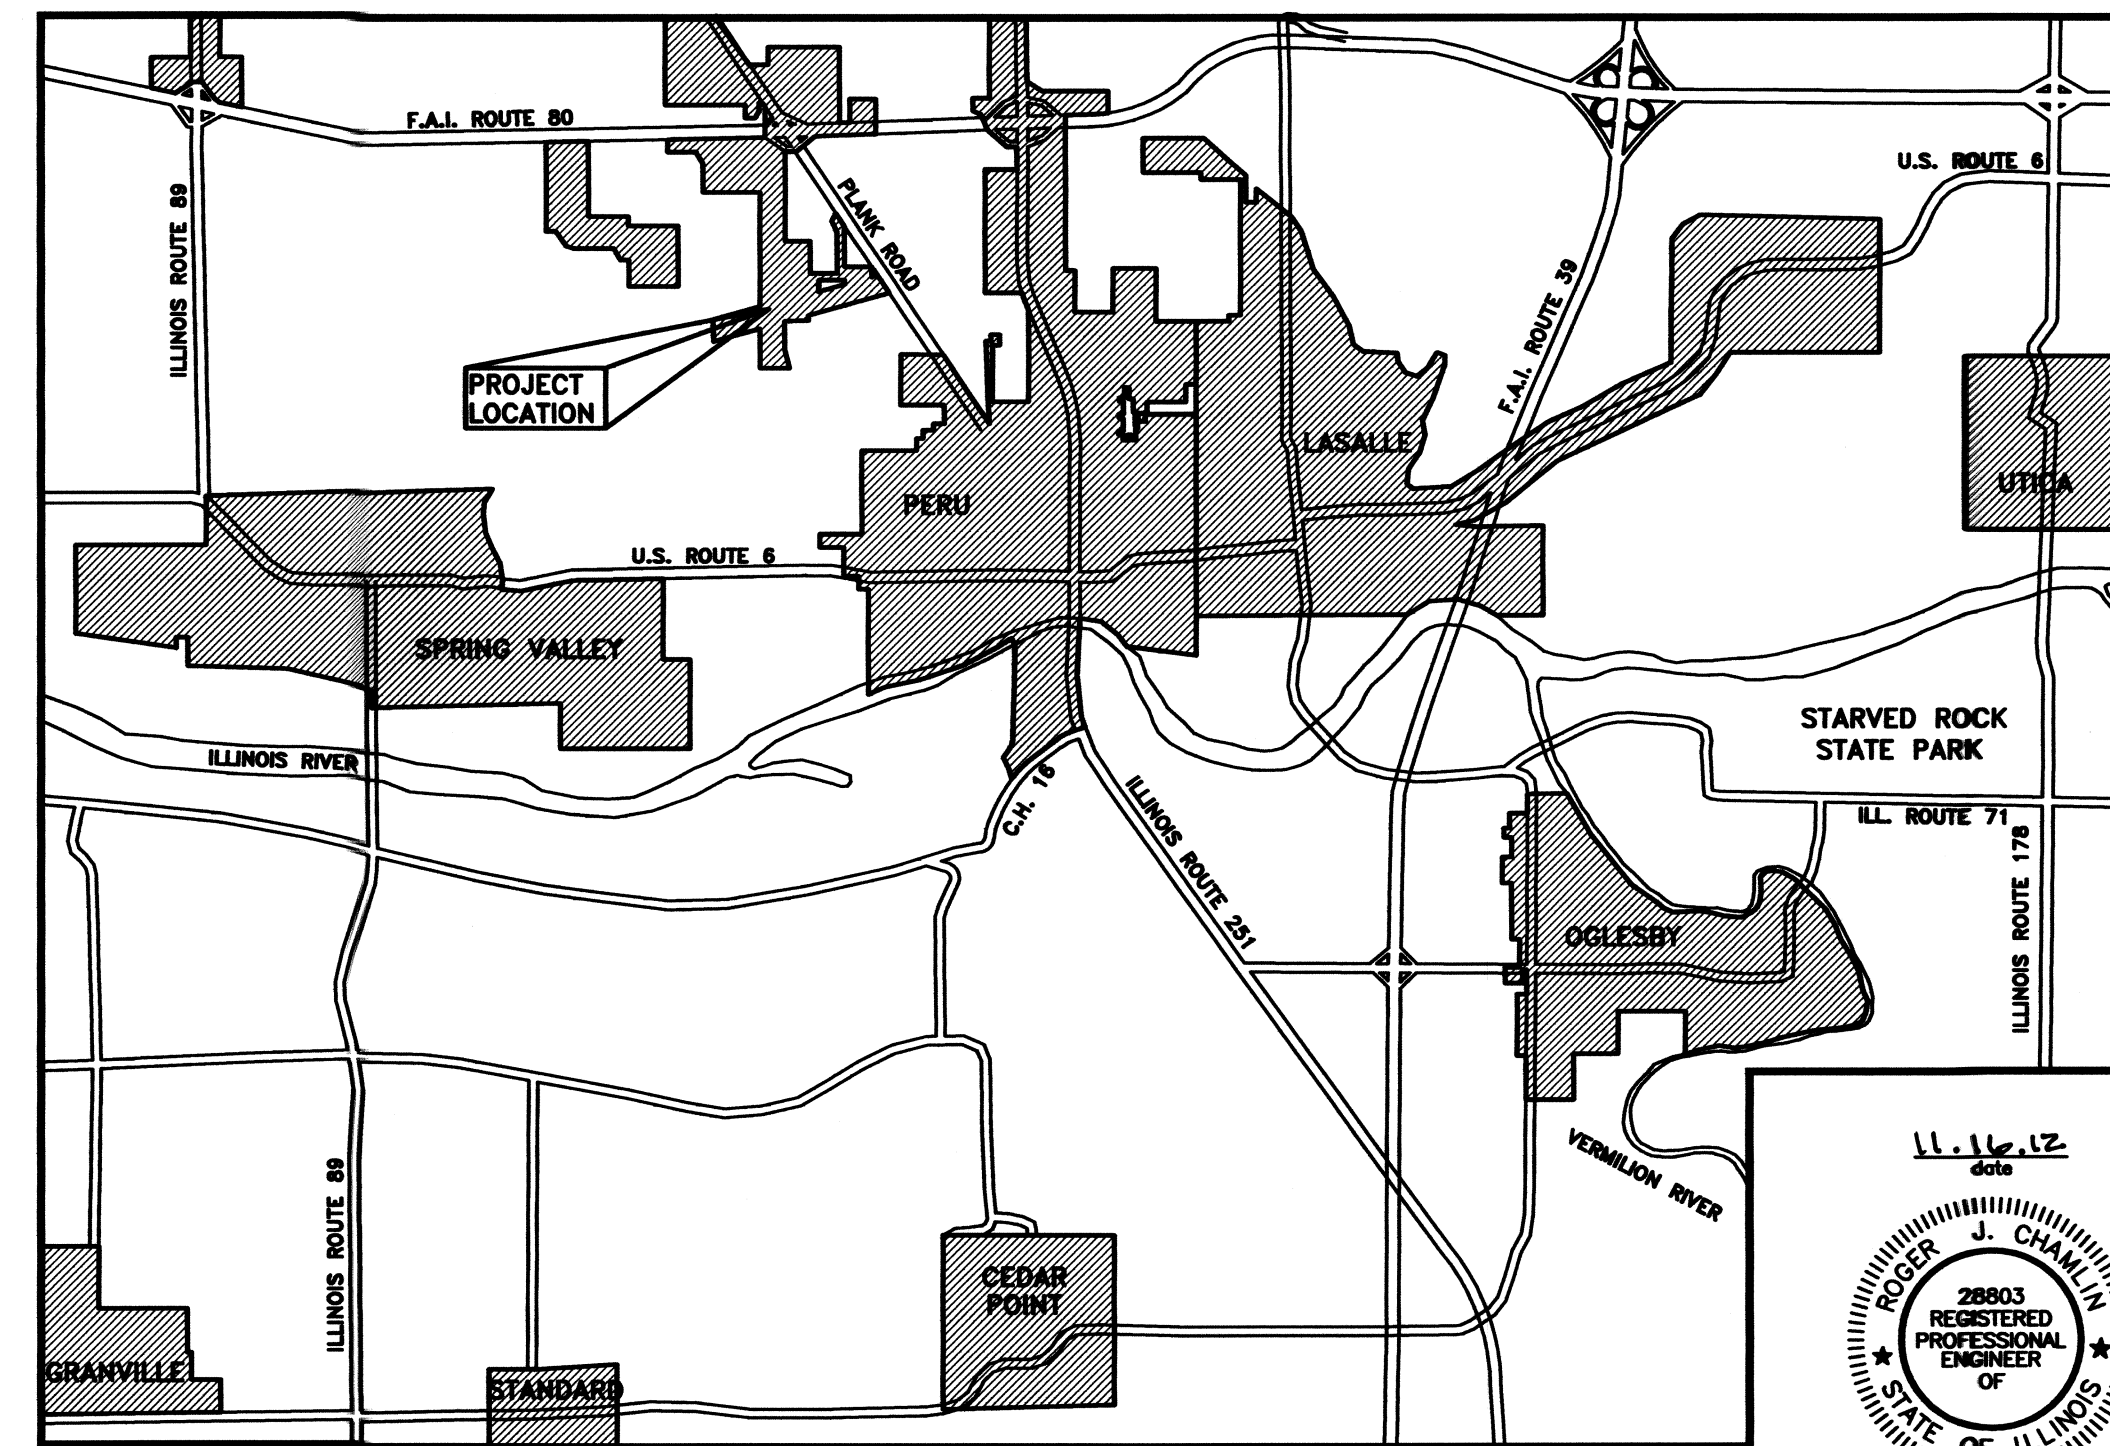 F.A.I. ROUTE 80
U.S. ROUTE 6
ILLINOIS ROUTE 89
PLANK ROAD
F.A.I. ROUTE 39
PROJECT
LOCATION
LASALLE
UTICA
PERU
U.S. ROUTE 6
SPRING VALLEY
STARVED ROCK
STATE PARK
ILLINOIS RIVER
C.H. 16
ILLINOIS ROUTE 251
ILL. ROUTE 71
ILLINOIS ROUTE 178
OGLESBY
VERMILION RIVER
ILLINOIS ROUTE 89
CEDAR
POINT
GRANVILLE
STANDARD
11.16.12
date
ROGER J. CHAMLIN
28803
REGISTERED
PROFESSIONAL
ENGINEER
OF
STATE OF ILLINOIS